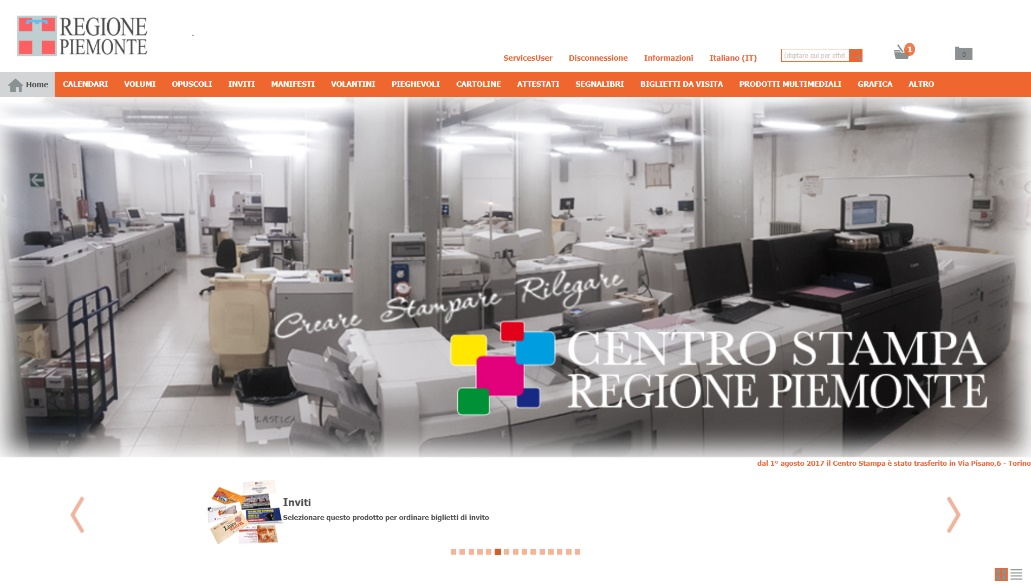 REGIONE
PIEMONTE
ServicesUser Disconnessione Informazioni Italiano (IT) (digitare qui per effet 1 0
Home CALENDARI VOLUMI OPUSCOLI INVITI MANIFESTI VOLANTINI PIEGHEVOLI CARTOLINE ATTESTATI SEGNALIBRI BIGLIETTI DA VISITA PRODOTTI MULTIMEDIALI GRAFICA ALTRO
Creare Stampare Rilegare
CENTRO STAMPA
REGIONE PIEMONTE
PLASTICA
dal 1° agosto 2017 il Centro Stampa è stato trasferito in Via Pisano,6 - Torino
Inviti
Selezionare questo prodotto per ordinare biglietti di invito